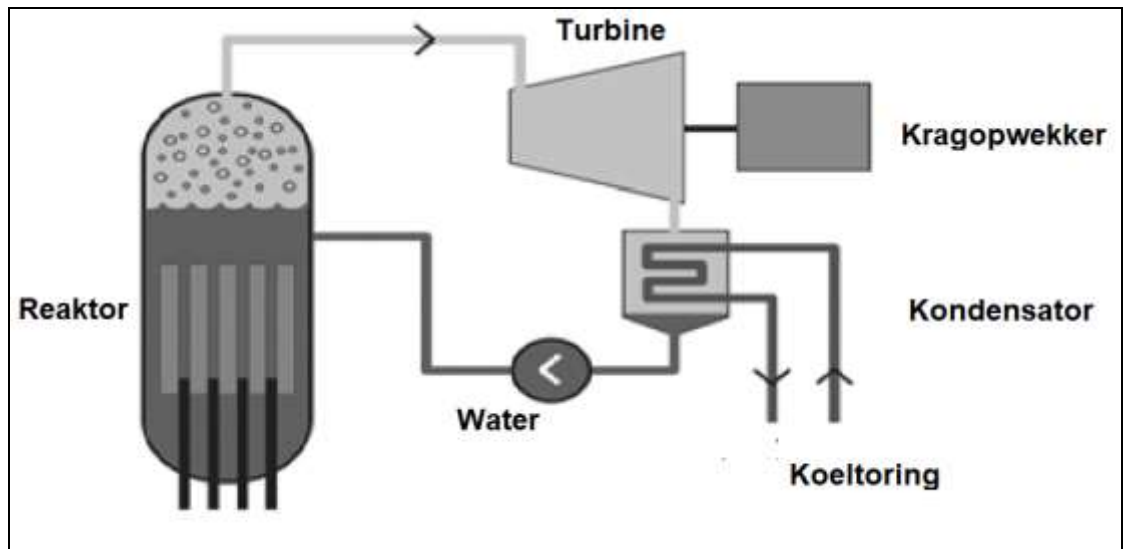 Turbine
Kragopwekker
Reaktor
Kondensator
Water
Koeltoring